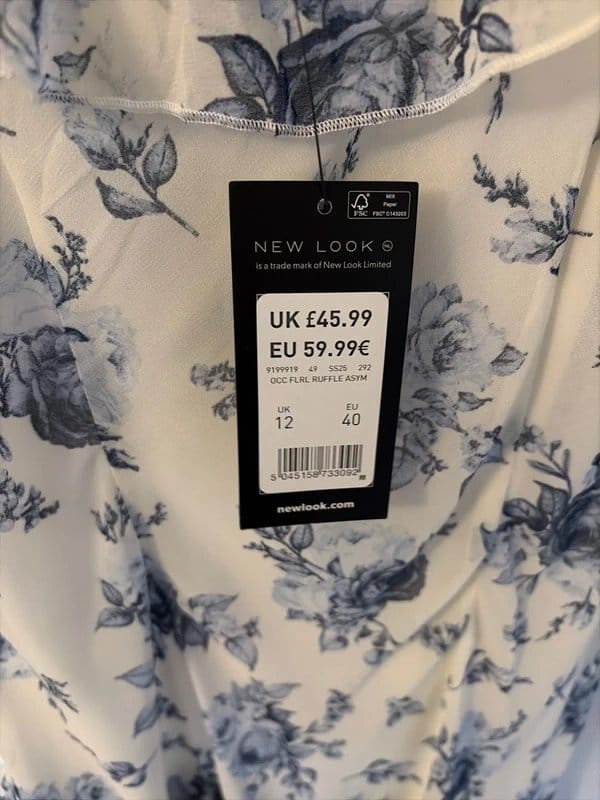 MIX
Paper
FSC
FSC® C143203
NEW LOOK NL
is a trade mark of New Look Limited
UK £45.99
EU 59.99€
9199919 49 SS25 292
OCC FLRL RUFFLE ASYM
UK EU
12 40
5 045158 733092
newlook.com